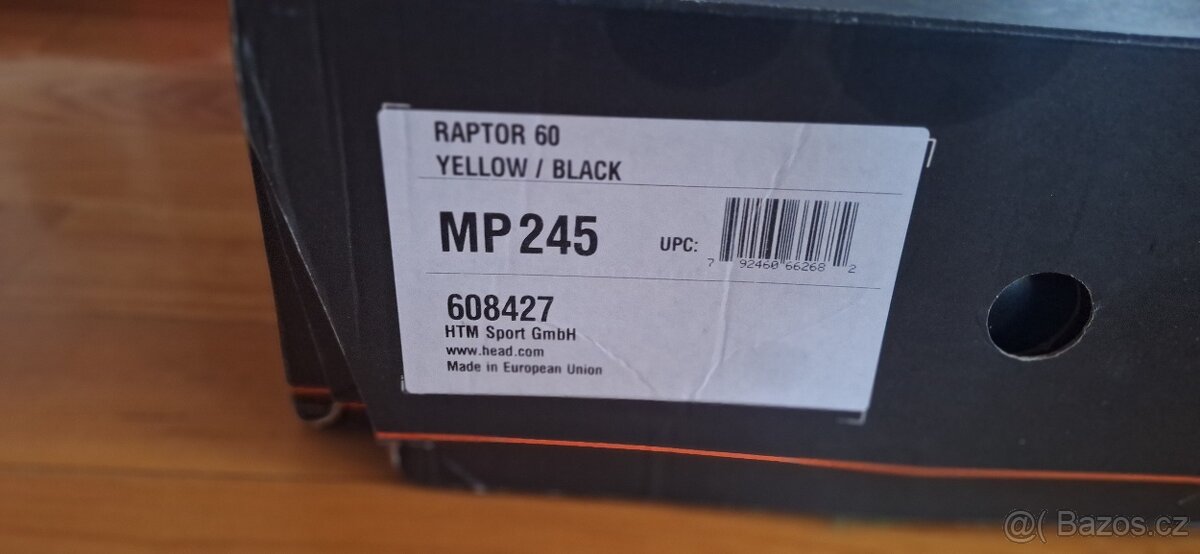 RAPTOR 60
YELLOW / BLACK
MP 245
UPC:
7 92460 66268 2
608427
HTM Sport GmbH
www.head.com
Made in European Union
@( Bazos.cz